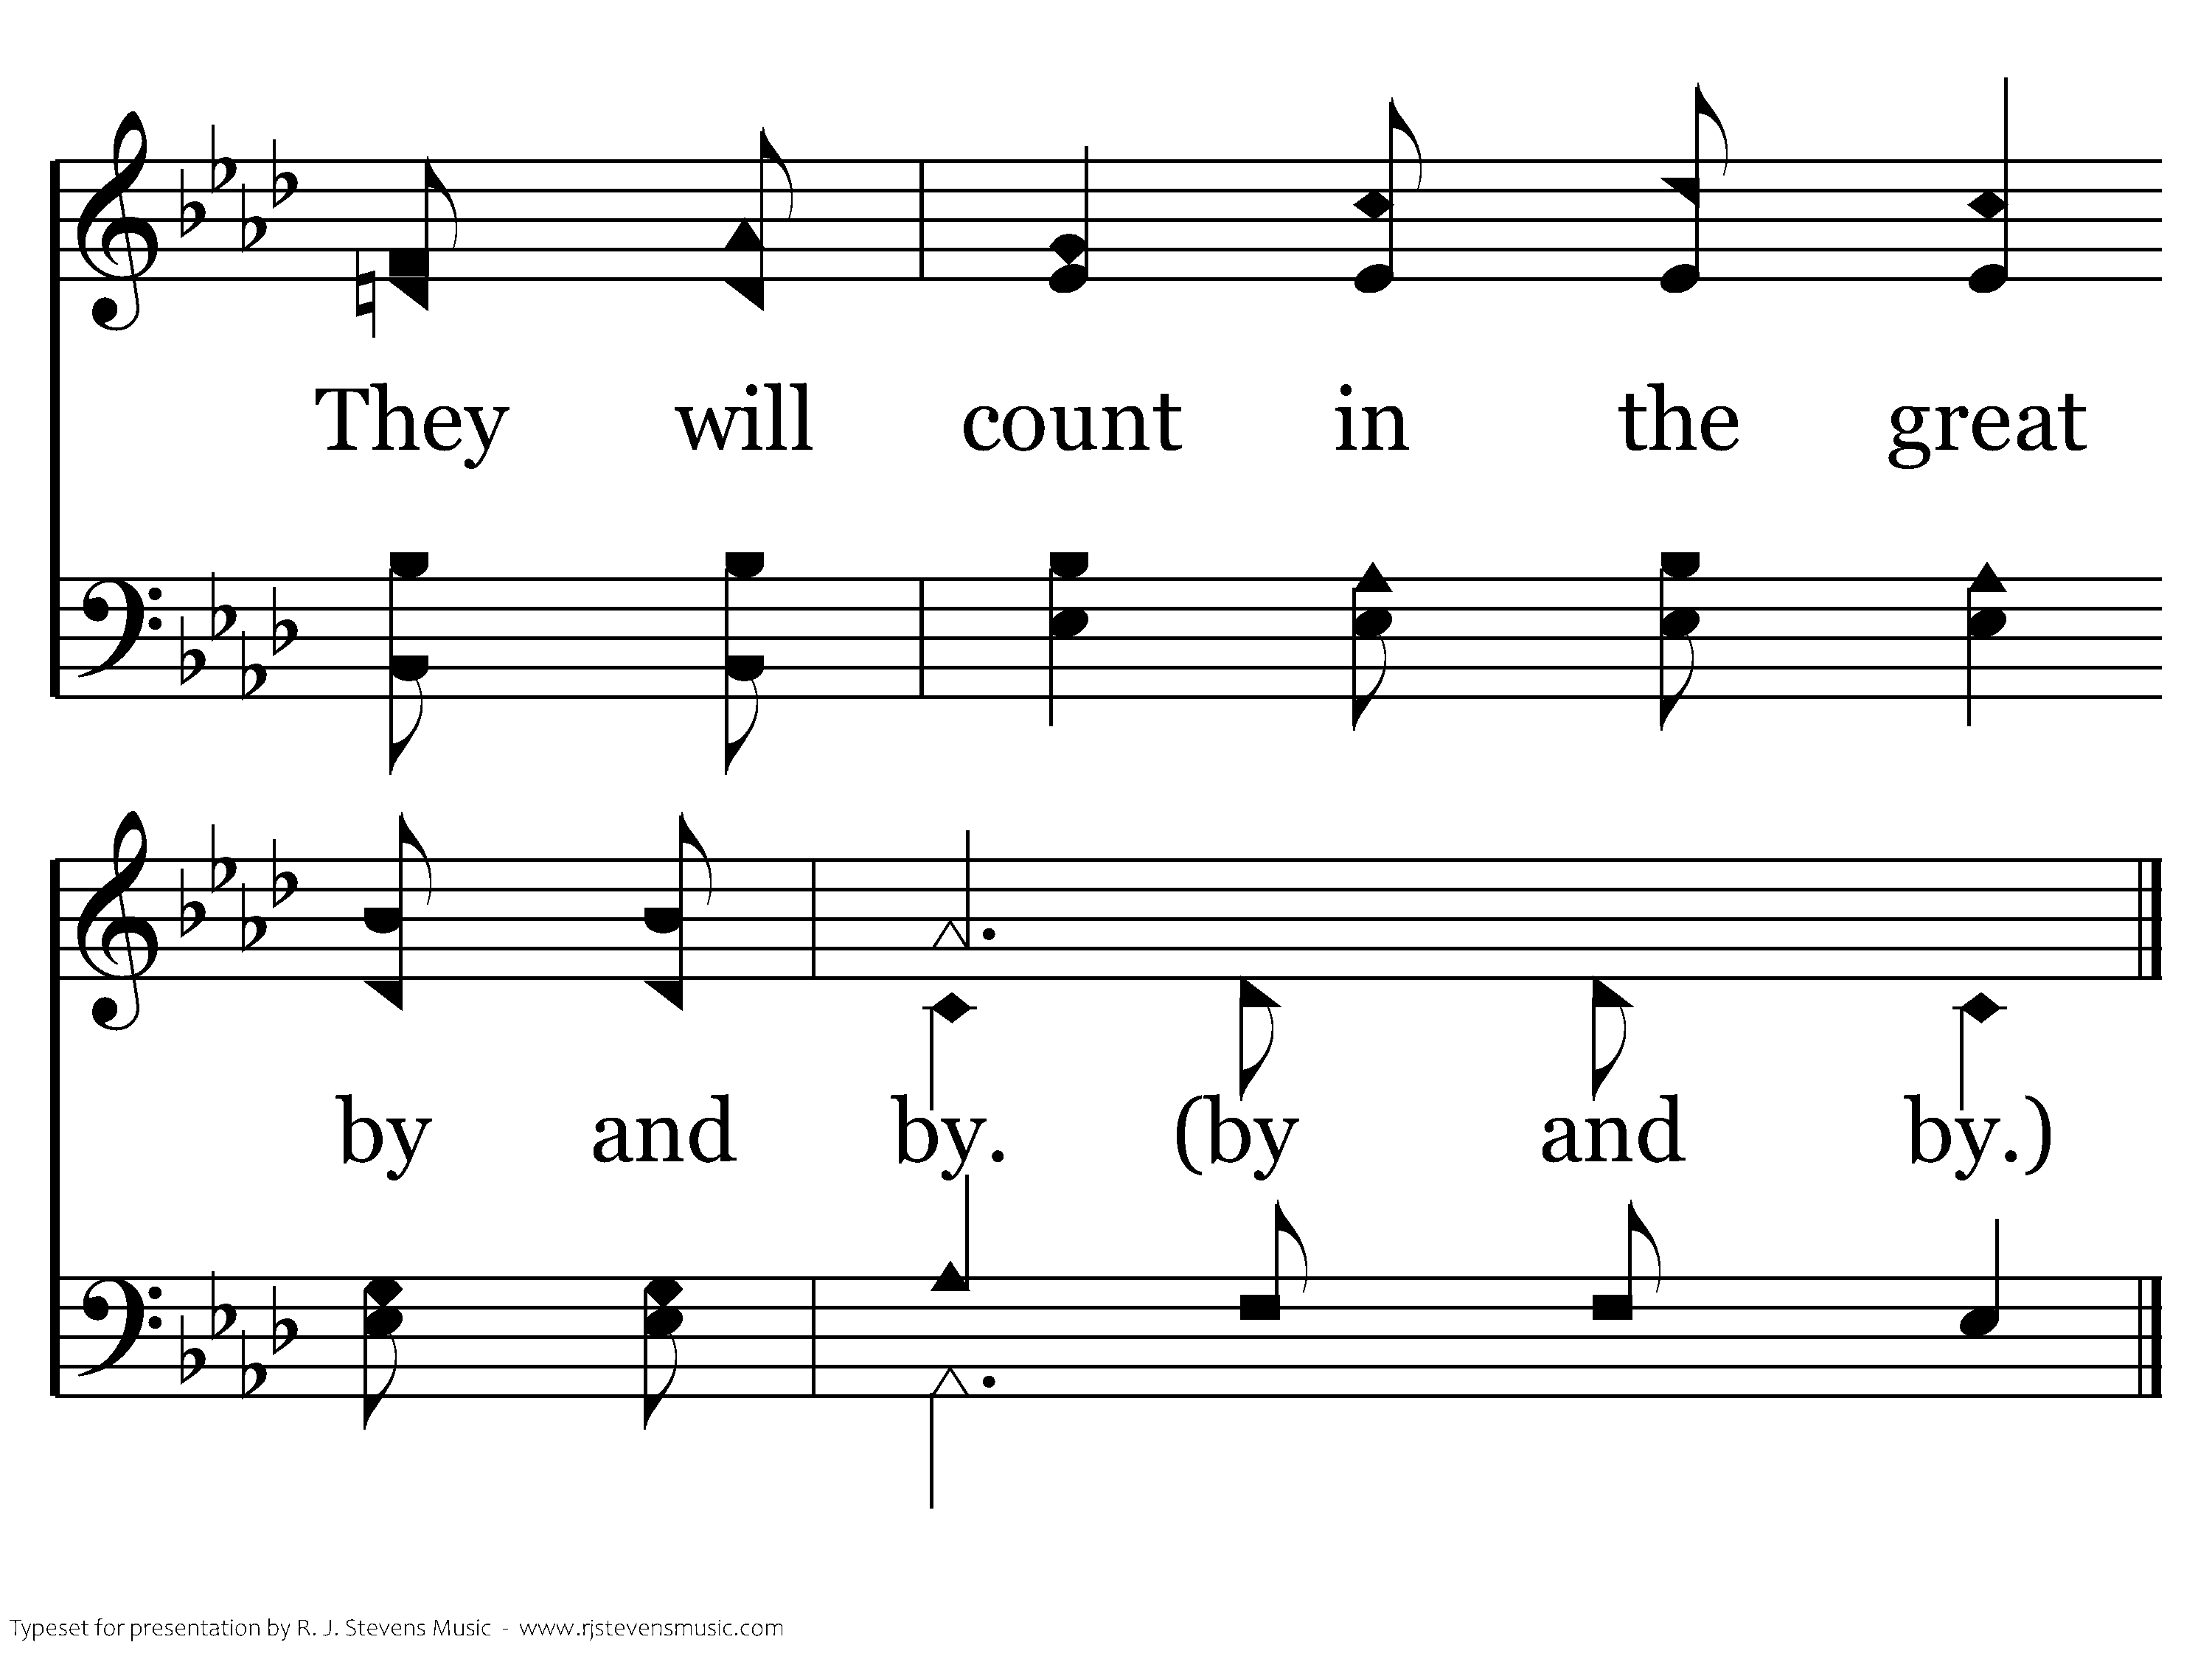 They will count in the great
by and by. (by and by.)
Typeset for presentation by R. J. Stevens Music - www.rjstevensmusic.com